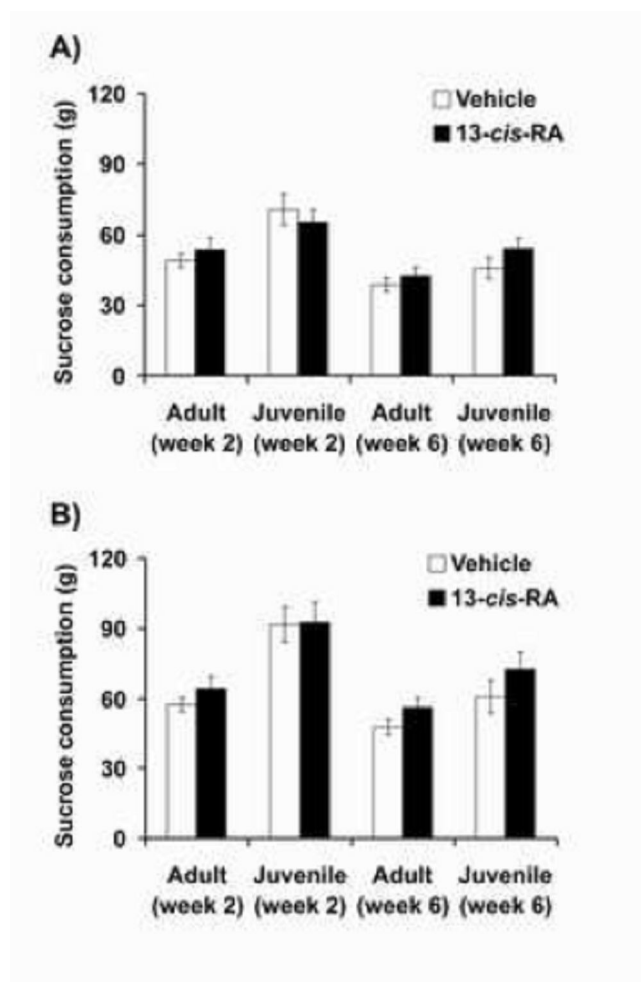 A)
Sucrose consumption (g)
120
90
60
30
0
Vehicle
13-cis-RA
Adult Juvenile Adult Juvenile
(week 2) (week 2) (week 6) (week 6)
B)
Sucrose consumption (g)
120
90
60
30
0
Vehicle
13-cis-RA
Adult Juvenile Adult Juvenile
(week 2) (week 2) (week 6) (week 6)